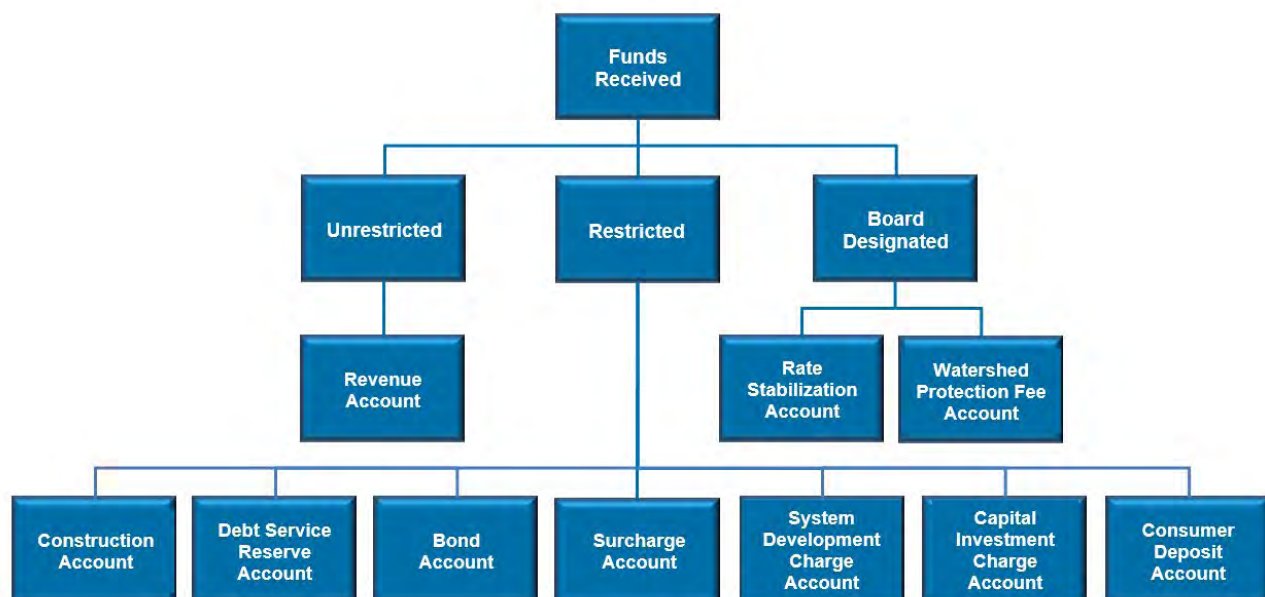 Funds
Received
Unrestricted
Restricted
Board
Designated
Revenue
Account
Rate
Stabilization
Account
Watershed
Protection Fee
Account
Construction
Account
Debt Service
Reserve
Account
Bond
Account
Surcharge
Account
System
Development
Charge
Account
Capital
Investment
Charge
Account
Consumer
Deposit
Account